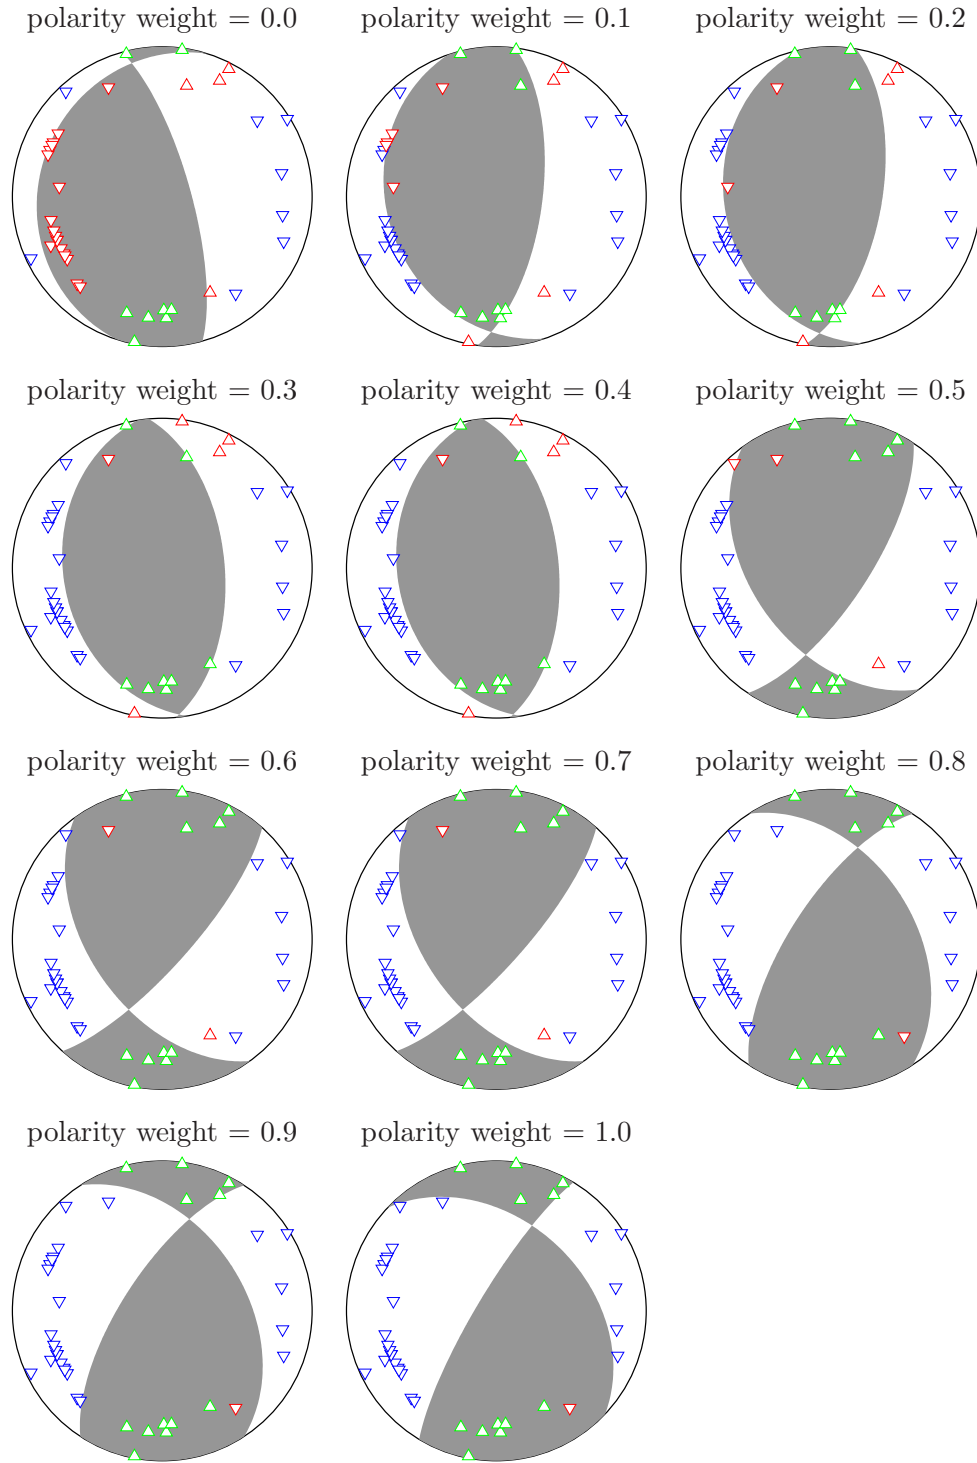 polarity weight = 0.0
polarity weight = 0.1
polarity weight = 0.2
polarity weight = 0.3
polarity weight = 0.4
polarity weight = 0.5
polarity weight = 0.6
polarity weight = 0.7
polarity weight = 0.8
polarity weight = 0.9
polarity weight = 1.0